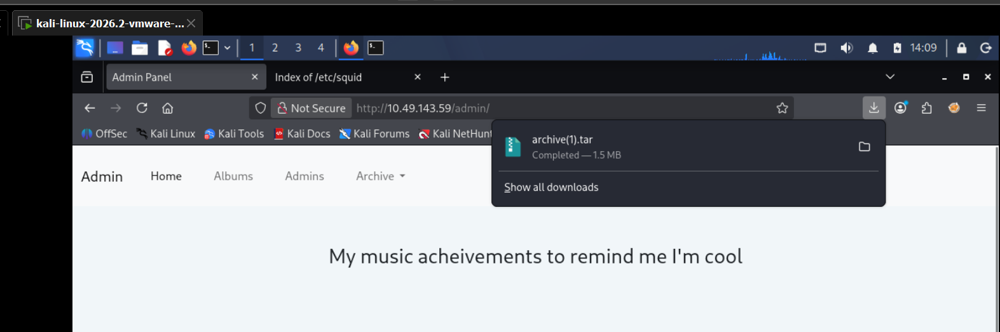 kali-linux-2026.2-vmware-...
1 2 3 4 14:09
Admin Panel Index of /etc/squid
Not Secure http://10.49.143.59/admin/
OffSec Kali Linux Kali Tools Kali Docs Kali Forums Kali NetHunt
archive(1).tar
Completed — 1.5 MB
Show all downloads
Admin Home Albums Admins Archive
My music acheivements to remind me I'm cool